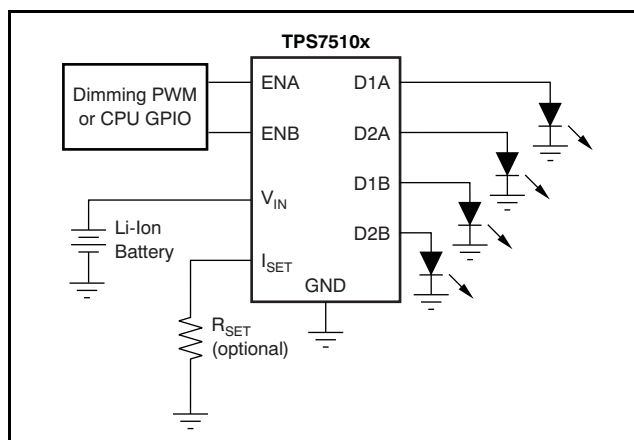 TPS7510x
Dimming PWM
or CPU GPIO
ENA
ENB
VIN
ISET
GND
D1A
D2A
D1B
D2B
Li-Ion
Battery
RSET
(optional)